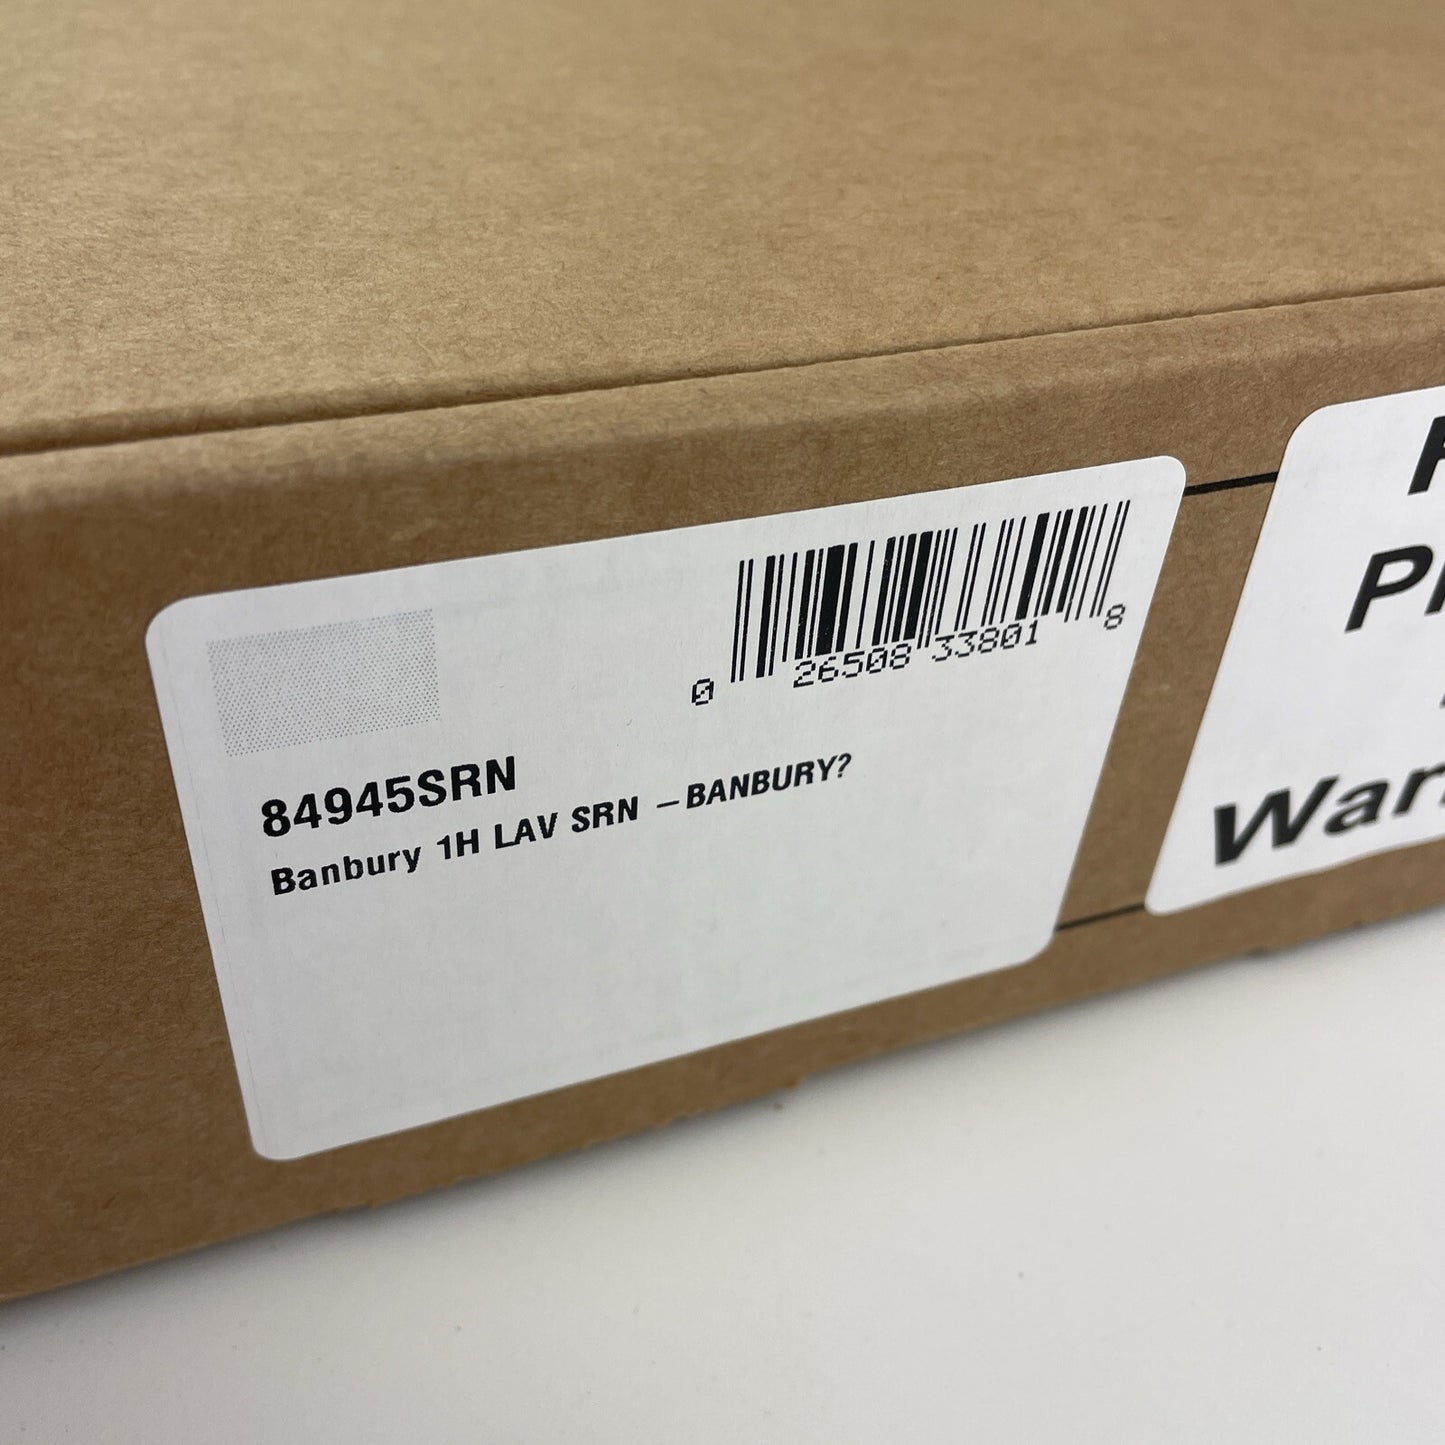 0 26508 33801 8
84945SRN
Banbury 1H LAV SRN –BANBURY?